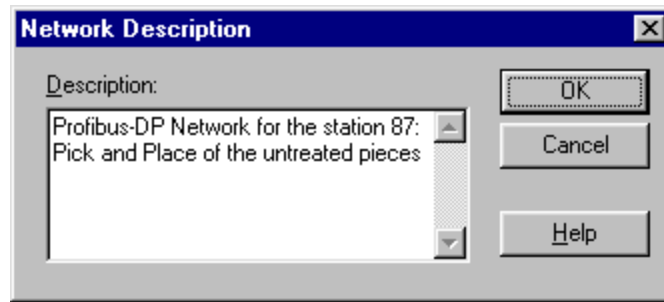 Network Description
Description:
Profibus-DP Network for the station 87:
Pick and Place of the untreated pieces
OK
Cancel
Help